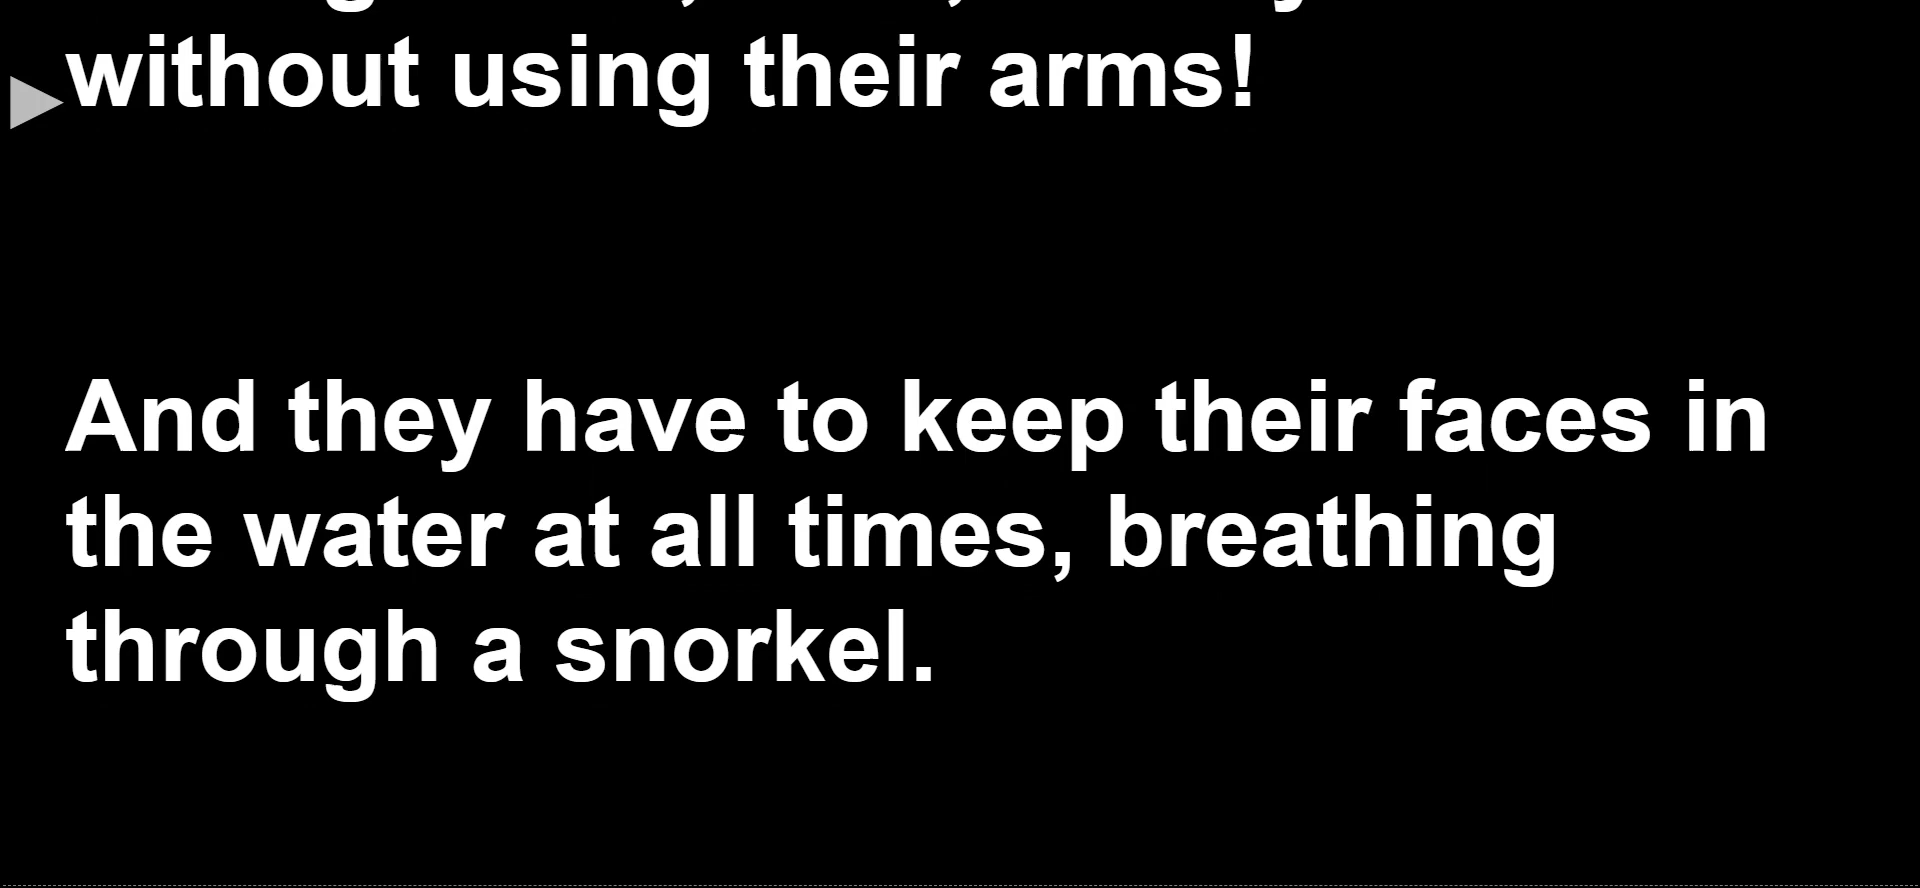 without using their arms!
And they have to keep their faces in
the water at all times, breathing
through a snorkel.